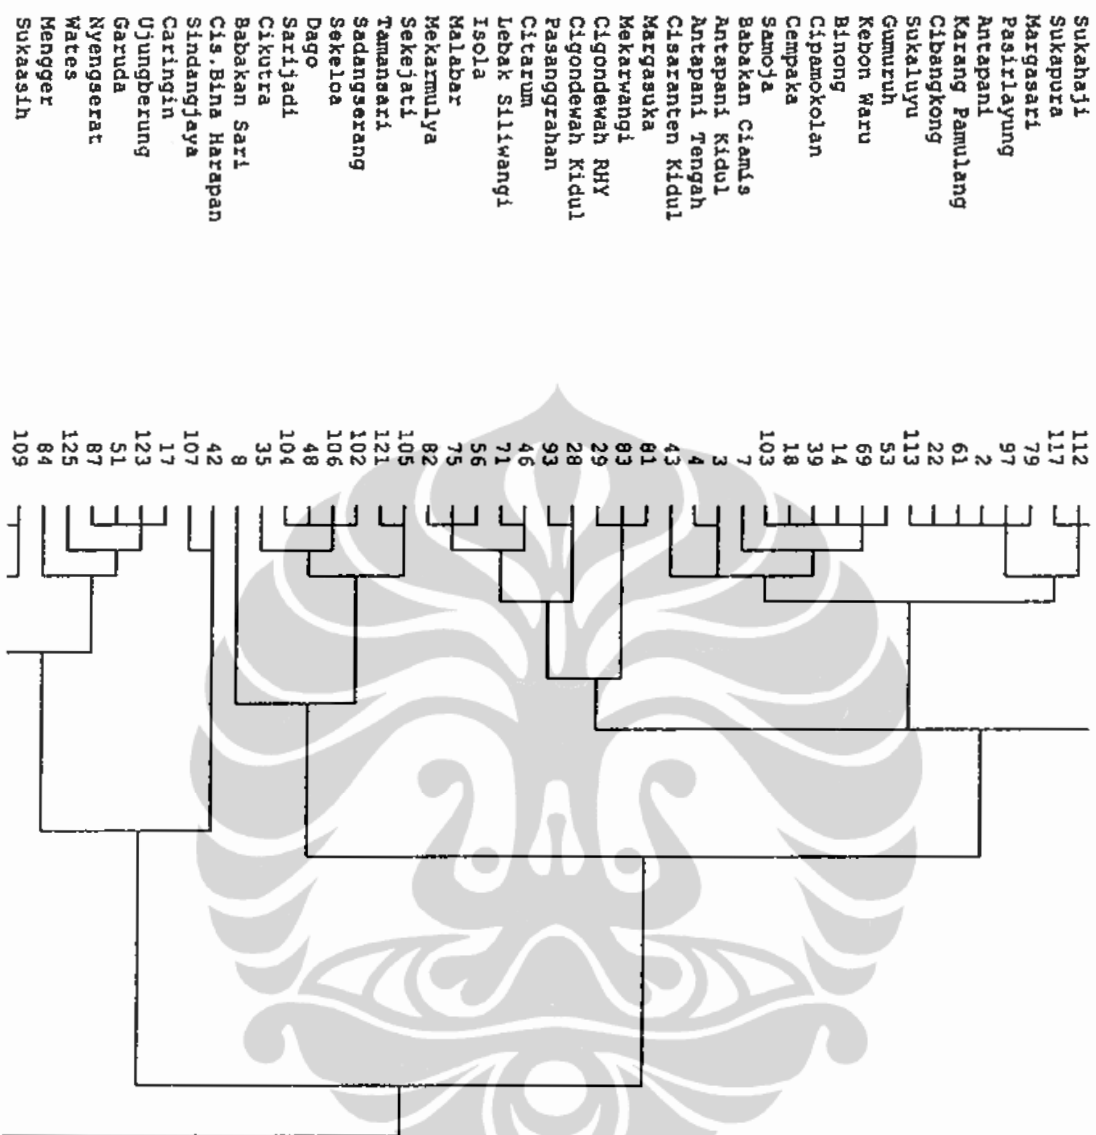 Sukahaji 112
Sukapura 117
Margasari 79
Pasirlayung 97
Antapani 2
Karang Pamulang 61
Cibangkong 22
Sukaluyu 113
Gumuruh 53
Kebon Waru 69
Binong 14
Cipamokolan 39
Cempaka 18
Samoja 103
Babakan Ciamis 7
Antapani Kidul 3
Antapani Tengah 4
Cisaranten Kidul 43
Margasuka 81
Mekarwangi 83
Cigondewah RHY 29
Cigondewah Kidul 28
Pasanggrahan 93
Citarum 46
Lebak Siliwangi 71
Isola 56
Malabar 75
Mekarmulya 82
Sekejati 105
Tamansari 121
Sadangserang 102
Sekeloa 106
Dago 48
Sarijadi 104
Cikutra 35
Babakan Sari 8
Cis.Bina Harapan 42
Sindangjaya 107
Caringin 17
Ujungberung 123
Garuda 51
Nyengserat 87
Wates 125
Mengger 84
Sukaasih 109